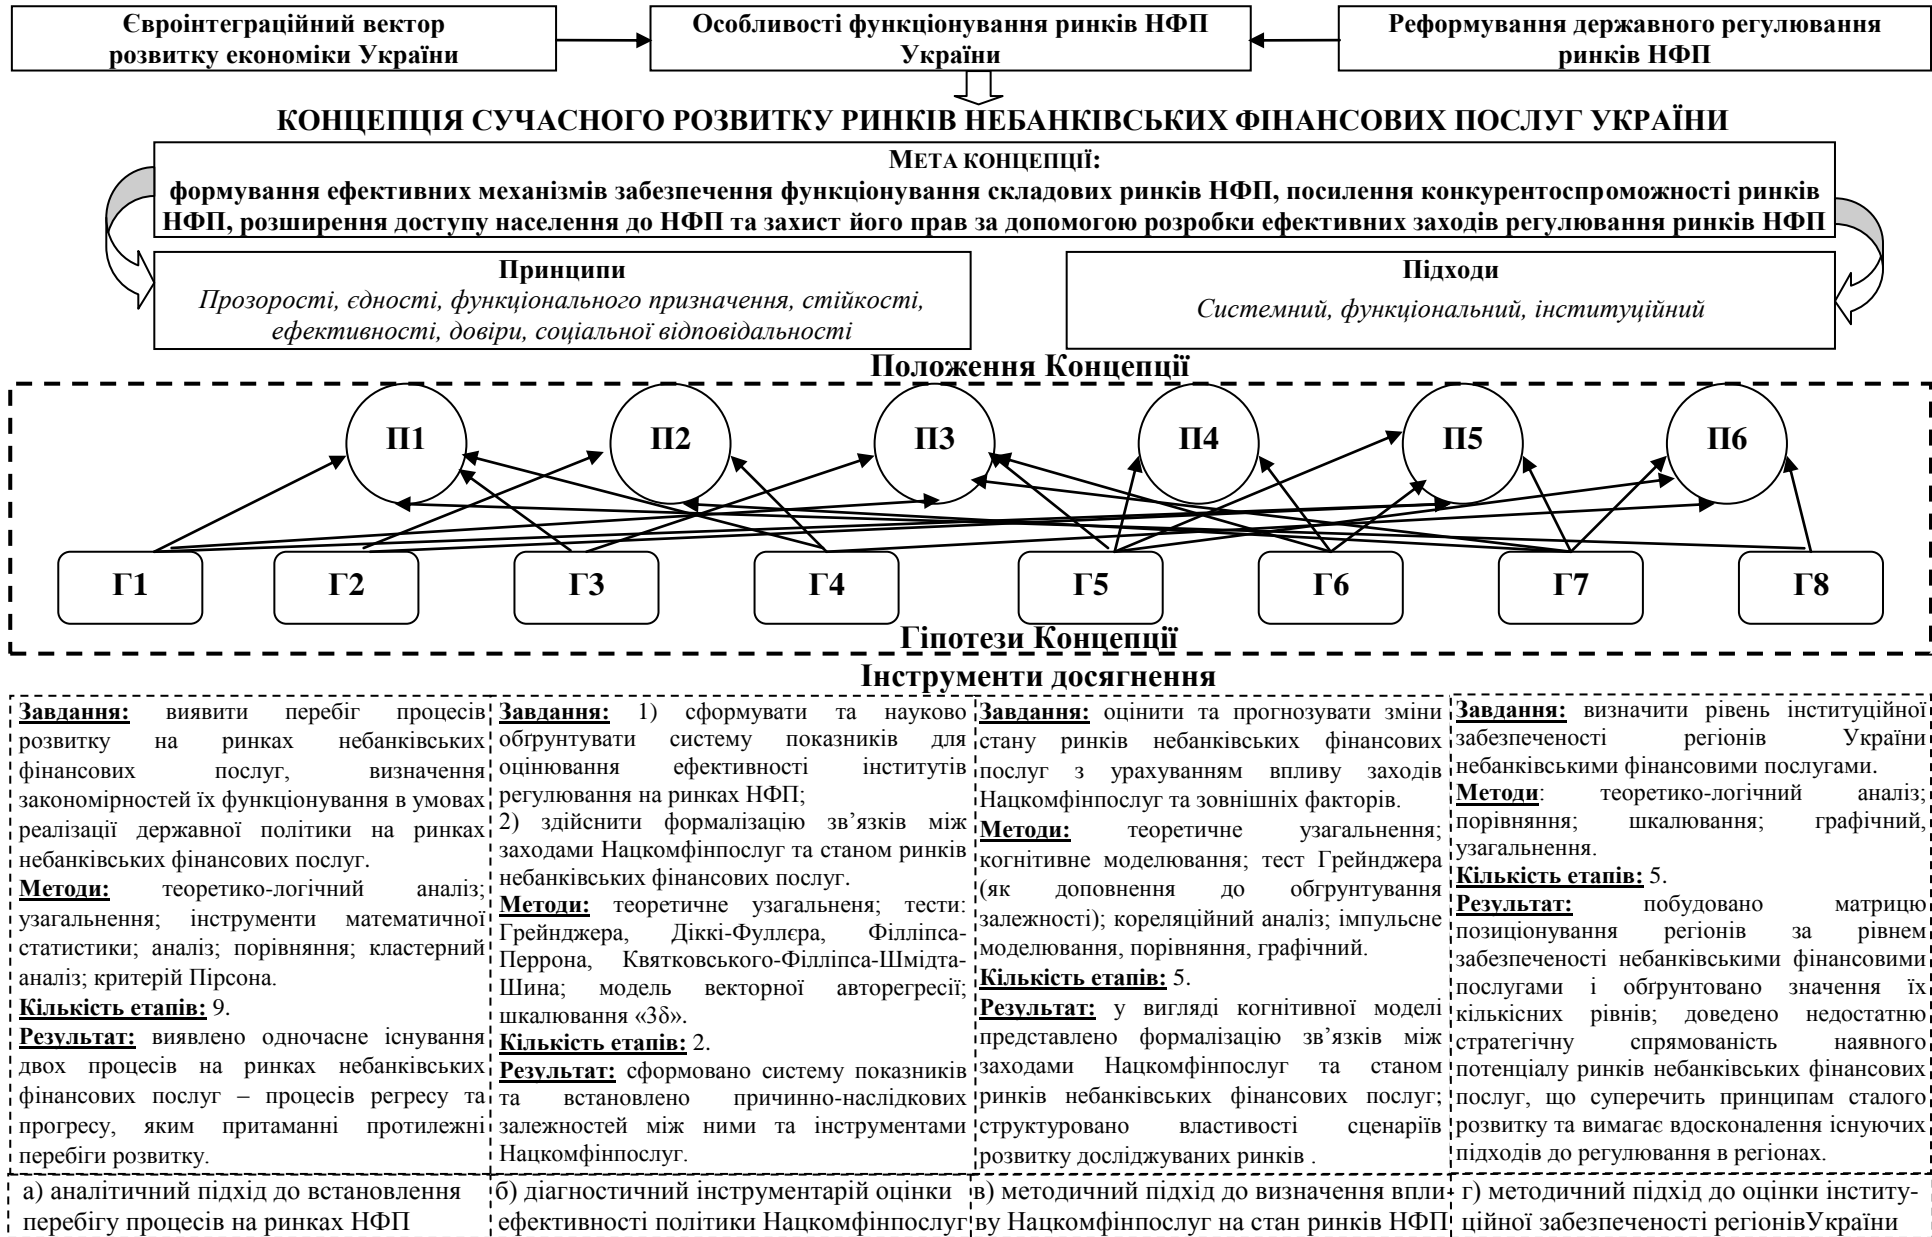 Євроінтеграційний вектор
розвитку економіки України
Особливості функціонування ринків НФП
України
Реформування державного регулювання
ринків НФП
КОНЦЕПЦІЯ СУЧАСНОГО РОЗВИТКУ РИНКІВ НЕБАНКІВСЬКИХ ФІНАНСОВИХ ПОСЛУГ УКРАЇНИ
МЕТА КОНЦЕПЦІЇ:
формування ефективних механізмів забезпечення функціонування складових ринків НФП, посилення конкурентоспроможності ринків
НФП, розширення доступу населення до НФП та захист його прав за допомогою розробки ефективних заходів регулювання ринків НФП
Принципи
Прозорості, єдності, функціонального призначення, стійкості,
ефективності, довіри, соціальної відповідальності
Підходи
Системний, функціональний, інституційний
Положення Концепції
П1
П2
П3
П4
П5
П6
Г1
Г2
Г3
Г4
Г5
Г6
Г7
Г8
Гіпотези Концепції
Інструменти досягнення
Завдання: виявити перебіг процесів
розвитку на ринках небанківських
фінансових послуг, визначення
закономірностей їх функціонування в умовах
реалізації державної політики на ринках
небанківських фінансових послуг.
Методи: теоретико-логічний аналіз;
узагальнення; інструменти математичної
статистики; аналіз; порівняння; кластерний
аналіз; критерій Пірсона.
Кількість етапів: 9.
Результат: виявлено одночасне існування
двох процесів на ринках небанківських
фінансових послуг – процесів регресу та
прогресу, яким притаманні протилежні
перебіги розвитку.
а) аналітичний підхід до встановлення
перебігу процесів на ринках НФП
Завдання: 1) сформувати та науково
обґрунтувати систему показників для
оцінювання ефективності інститутів
регулювання на ринках НФП;
2) здійснити формалізацію зв’язків між
заходами Нацкомфінпослуг та станом ринків
небанківських фінансових послуг.
Методи: теоретичне узагальненя; тести:
Грейнджера, Діккі-Фуллєра, Філліпса-
Перрона, Квятковського-Філліпса-Шмідта-
Шина; модель векторної авторегресії;
шкалювання «3δ».
Кількість етапів: 2.
Результат: сформовано систему показників
та встановлено причинно-наслідкових
залежностей між ними та інструментами
Нацкомфінпослуг.
б) діагностичний інструментарій оцінки
ефективності політики Нацкомфінпослуг
Завдання: оцінити та прогнозувати зміни
стану ринків небанківських фінансових
послуг з урахуванням впливу заходів
Нацкомфінпослуг та зовнішніх факторів.
Методи: теоретичне узагальнення;
когнітивне моделювання; тест Грейнджера
(як доповнення до обгрунтування
залежності); кореляційний аналіз; імпульсне
моделювання, порівняння, графічний.
Кількість етапів: 5.
Результат: у вигляді когнітивної моделі
представлено формалізацію зв’язків між
заходами Нацкомфінпослуг та станом
ринків небанківських фінансових послуг;
структуровано властивості сценаріїв
розвитку досліджуваних ринків .
в) методичний підхід до визначення впли-
ву Нацкомфінпослуг на стан ринків НФП
Завдання: визначити рівень інституційної
забезпеченості регіонів України
небанківськими фінансовими послугами.
Методи: теоретико-логічний аналіз;
порівняння; шкалювання; графічний,
узагальнення.
Кількість етапів: 5.
Результат: побудовано матрицю
позиціонування регіонів за рівнем
забезпеченості небанківськими фінансовими
послугами і обґрунтовано значення їх
кількісних рівнів; доведено недостатню
стратегічну спрямованість наявного
потенціалу ринків небанківських фінансових
послуг, що суперечить принципам сталого
розвитку та вимагає вдосконалення існуючих
підходів до регулювання в регіонах.
г) методичний підхід до оцінки інститу-
ційної забезпеченості регіонівУкраїни